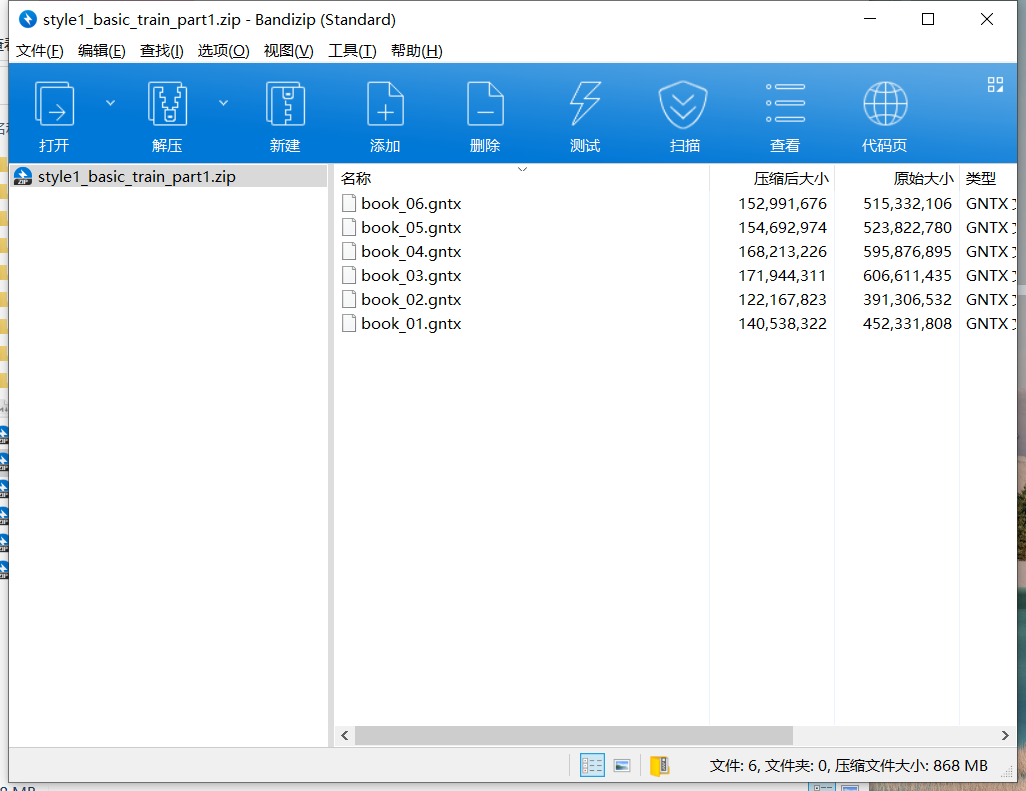 style1_basic_train_part1.zip - Bandizip (Standard)
文件(F) 编辑(E) 查找(I) 选项(O) 视图(V) 工具(T) 帮助(H)
打开 解压 新建 添加 删除 测试 扫描 查看 代码页
style1_basic_train_part1.zip
名称 压缩后大小 原始大小 类型
book_06.gntx 152,991,676 515,332,106 GNTX
book_05.gntx 154,692,974 523,822,780 GNTX
book_04.gntx 168,213,226 595,876,895 GNTX
book_03.gntx 171,944,311 606,611,435 GNTX
book_02.gntx 122,167,823 391,306,532 GNTX
book_01.gntx 140,538,322 452,331,808 GNTX
文件: 6, 文件夹: 0, 压缩文件大小: 868 MB